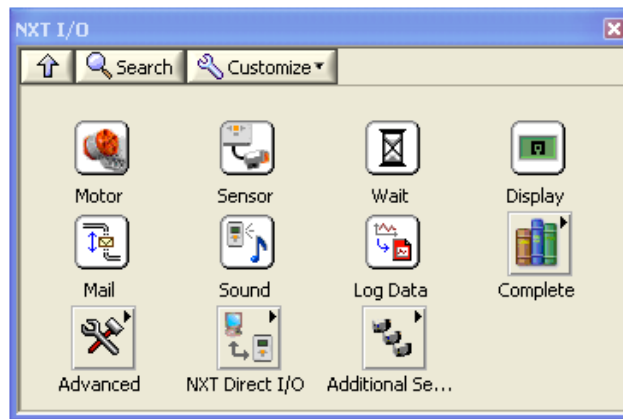 NXT I/O
Search Customize
Motor Sensor Wait Display
Mail Sound Log Data Complete
Advanced NXT Direct I/O Additional Se...